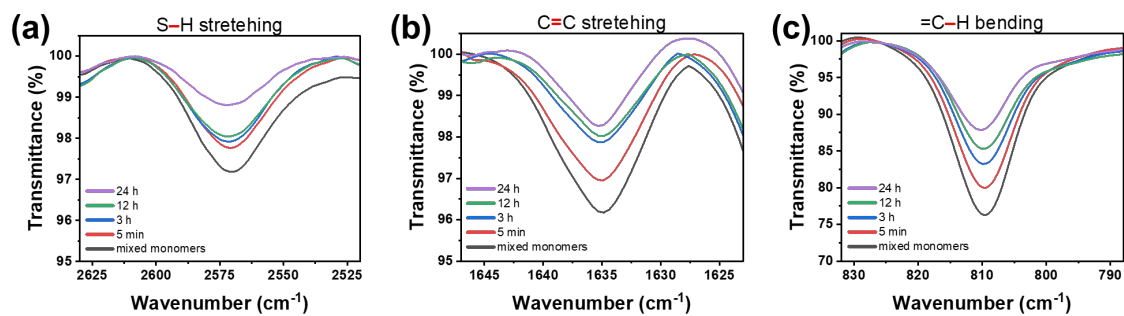 (a)
S–H stretehing
Transmittance (%)
100
99
98
97
96
95
24 h
12 h
3 h
5 min
mixed monomers
2625 2600 2575 2550 2525
Wavenumber (cm⁻¹)
(b)
C=C stretehing
Transmittance (%)
100
99
98
97
96
95
24 h
12 h
3 h
5 min
mixed monomers
1645 1640 1635 1630 1625
Wavenumber (cm⁻¹)
(c)
=C–H bending
Transmittance (%)
100
95
90
85
80
75
70
24 h
12 h
3 h
5 min
mixed monomers
830 820 810 800 790
Wavenumber (cm⁻¹)